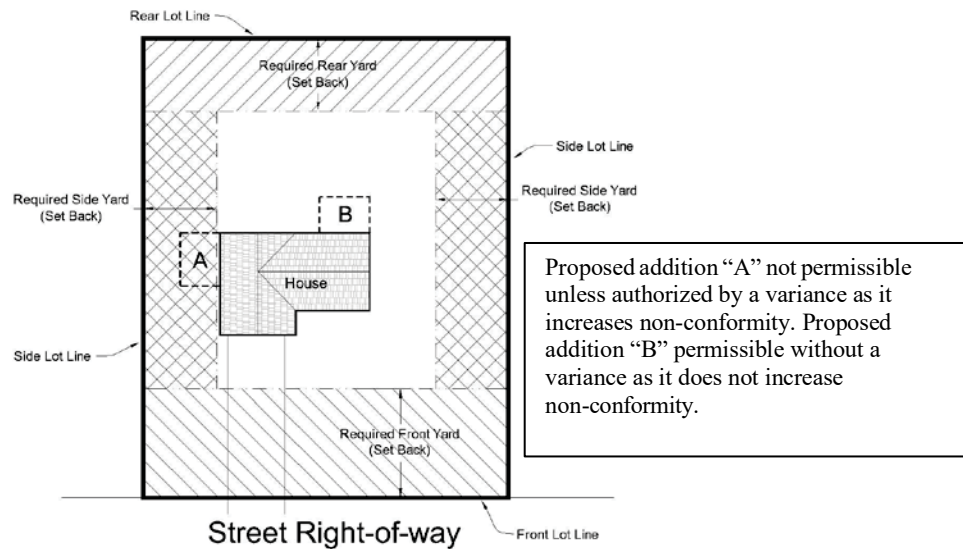 Rear Lot Line
Required Rear Yard
(Set Back)
Side Lot Line
Required Side Yard
(Set Back)
Required Side Yard
(Set Back)
B
A
House
Proposed addition “A” not permissible
unless authorized by a variance as it
increases non-conformity. Proposed
addition “B” permissible without a
variance as it does not increase
non-conformity.
Side Lot Line
Required Front Yard
(Set Back)
Street Right-of-way
Front Lot Line